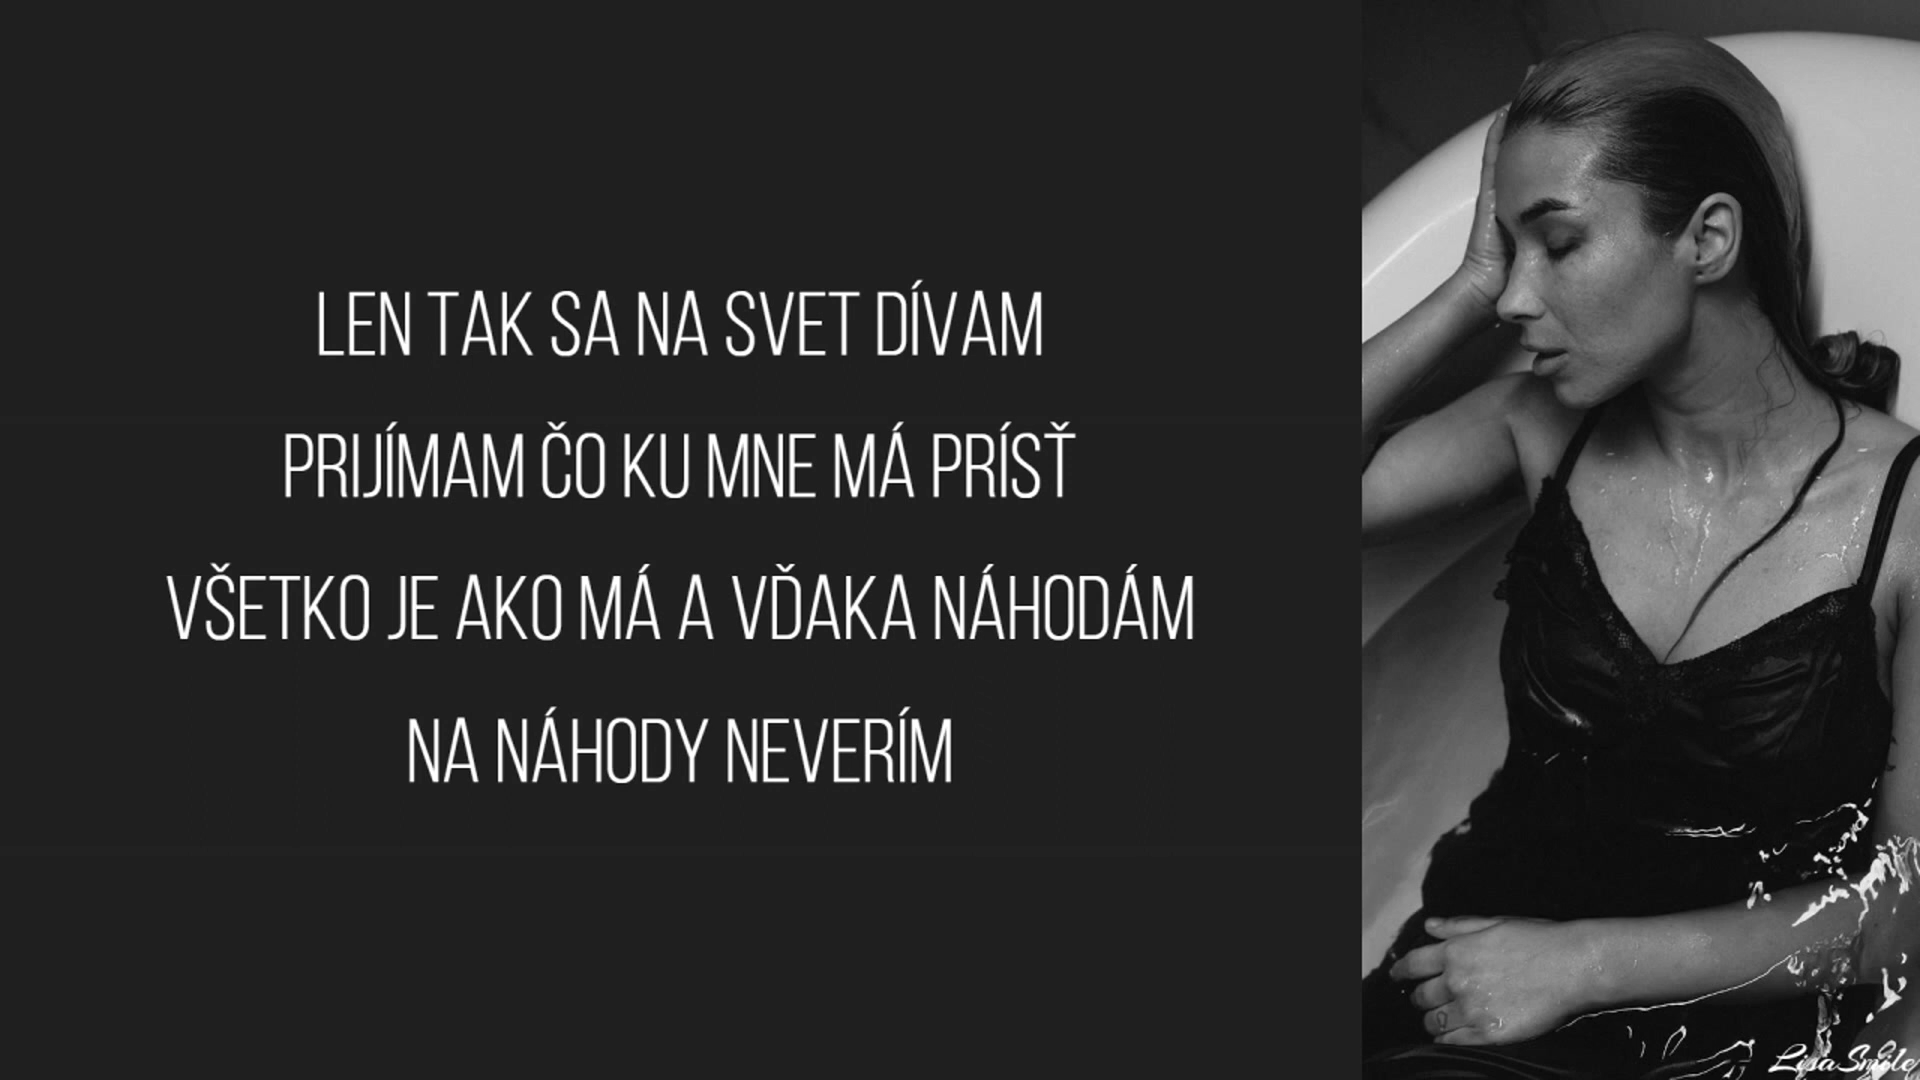 LEN TAK SA NA SVET DÍVAM
PRIJÍMAM ČO KU MNE MÁ PRÍSŤ
VŠETKO JE AKO MÁ A VĎAKA NÁHODÁM
NA NÁHODY NEVERÍM
LisaSmile